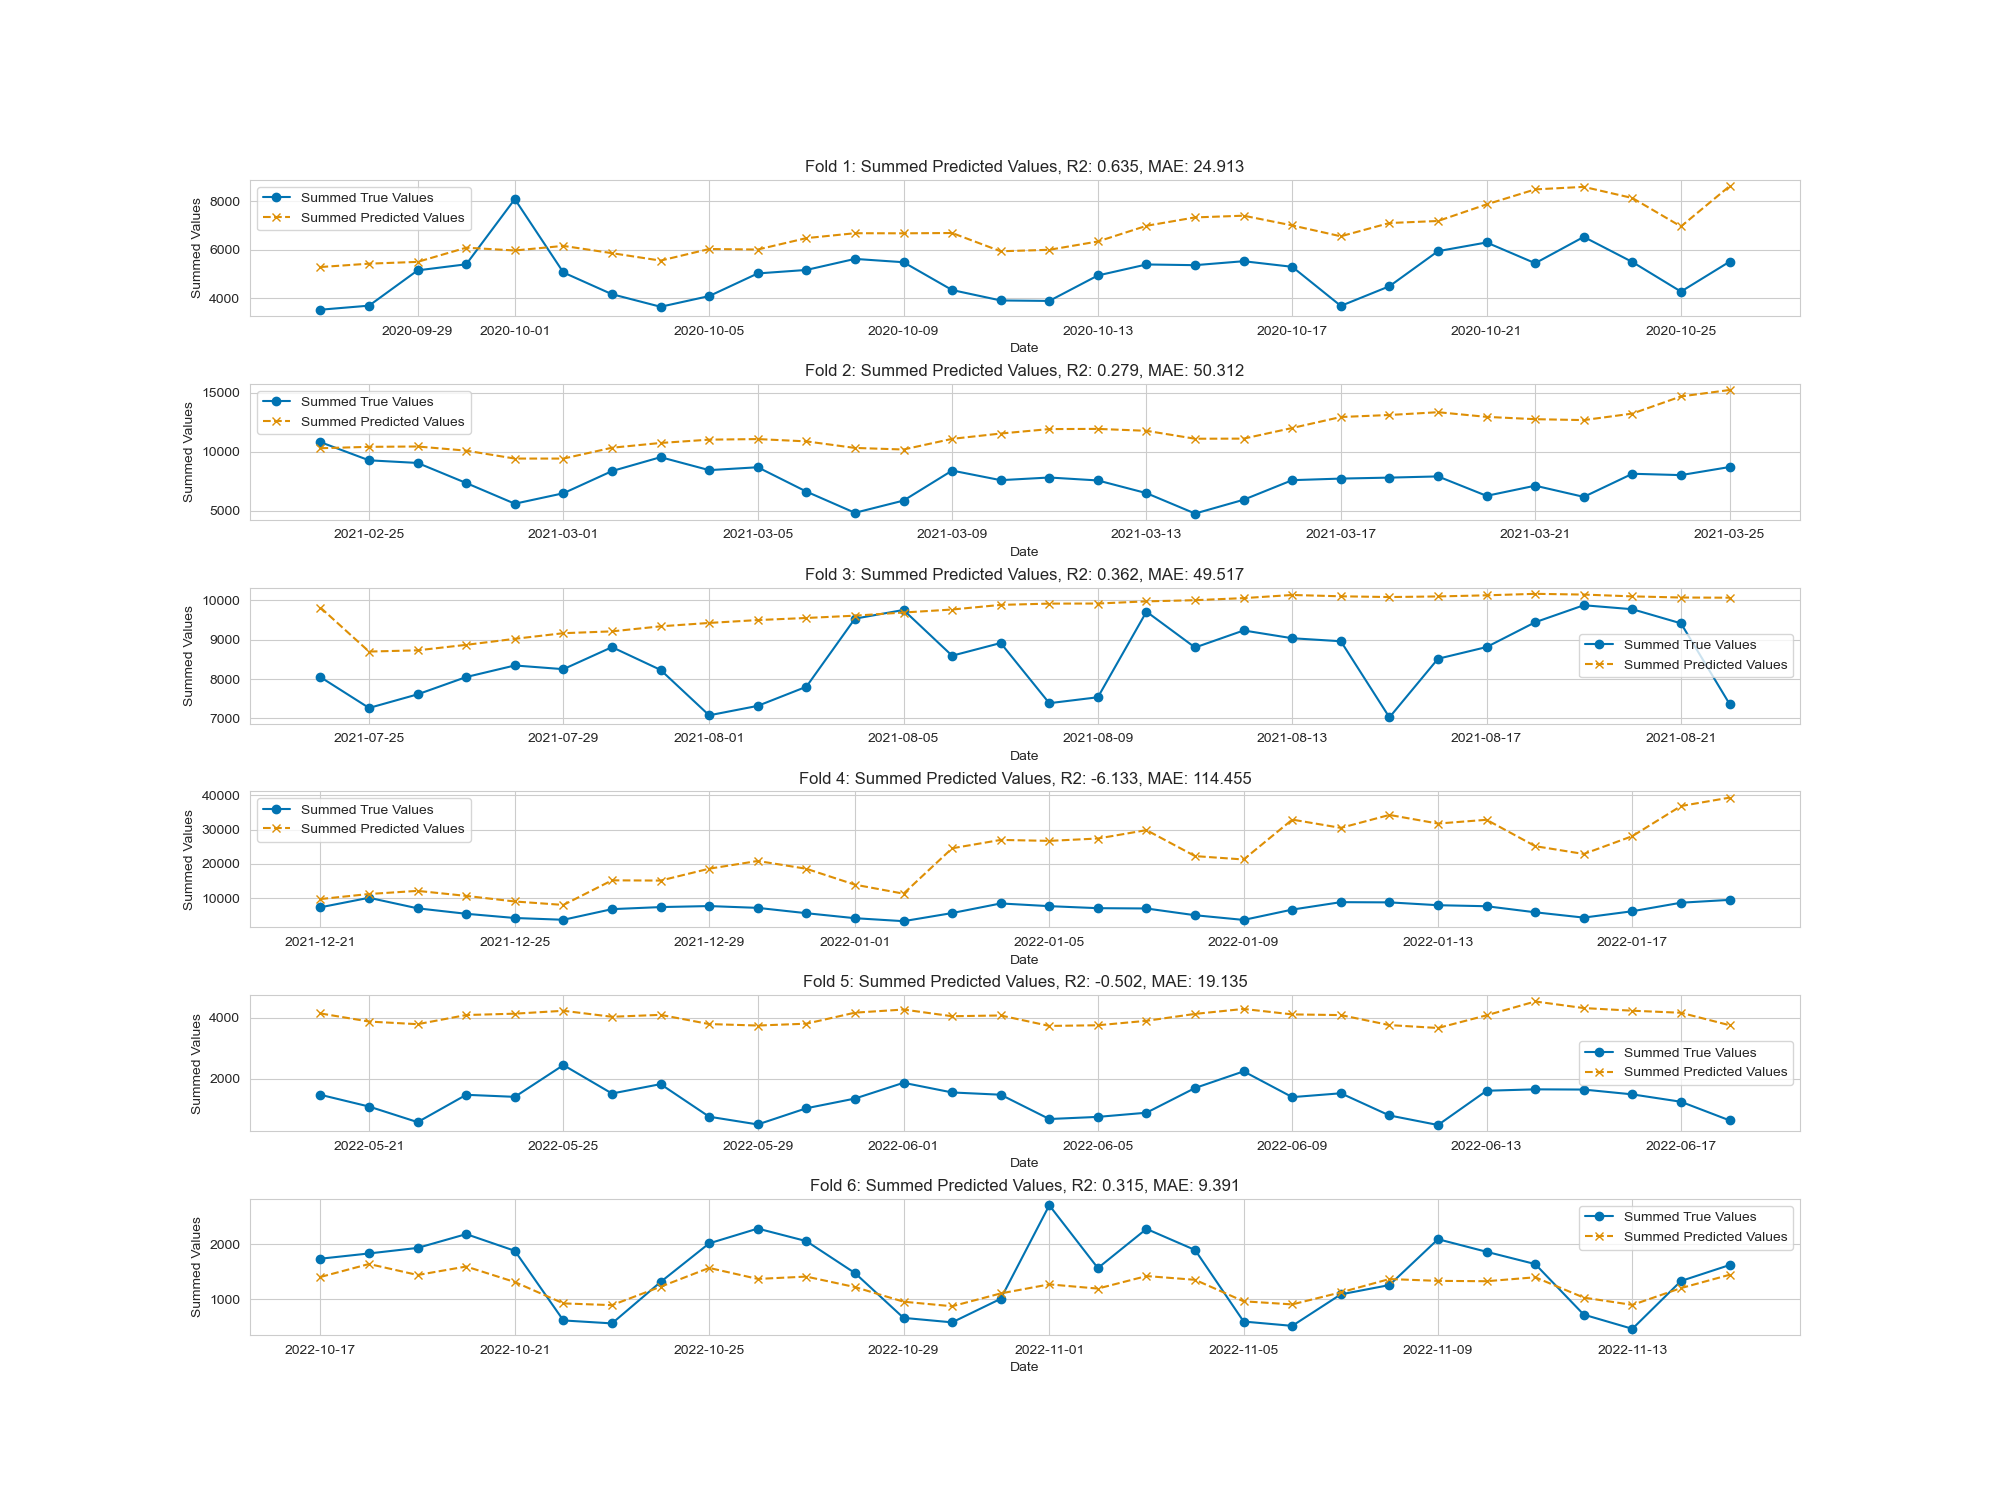 Fold 1: Summed Predicted Values, R2: 0.635, MAE: 24.913
Summed Values
8000
6000
4000
Summed True Values
Summed Predicted Values
2020-09-29 2020-10-01 2020-10-05 2020-10-09 2020-10-13 2020-10-17 2020-10-21 2020-10-25
Date
Fold 2: Summed Predicted Values, R2: 0.279, MAE: 50.312
Summed Values
15000
10000
5000
Summed True Values
Summed Predicted Values
2021-02-25 2021-03-01 2021-03-05 2021-03-09 2021-03-13 2021-03-17 2021-03-21 2021-03-25
Date
Fold 3: Summed Predicted Values, R2: 0.362, MAE: 49.517
Summed Values
10000
9000
8000
7000
Summed True Values
Summed Predicted Values
2021-07-25 2021-07-29 2021-08-01 2021-08-05 2021-08-09 2021-08-13 2021-08-17 2021-08-21
Date
Fold 4: Summed Predicted Values, R2: -6.133, MAE: 114.455
Summed Values
40000
30000
20000
10000
Summed True Values
Summed Predicted Values
2021-12-21 2021-12-25 2021-12-29 2022-01-01 2022-01-05 2022-01-09 2022-01-13 2022-01-17
Date
Fold 5: Summed Predicted Values, R2: -0.502, MAE: 19.135
Summed Values
4000
2000
Summed True Values
Summed Predicted Values
2022-05-21 2022-05-25 2022-05-29 2022-06-01 2022-06-05 2022-06-09 2022-06-13 2022-06-17
Date
Fold 6: Summed Predicted Values, R2: 0.315, MAE: 9.391
Summed Values
2000
1000
Summed True Values
Summed Predicted Values
2022-10-17 2022-10-21 2022-10-25 2022-10-29 2022-11-01 2022-11-05 2022-11-09 2022-11-13
Date